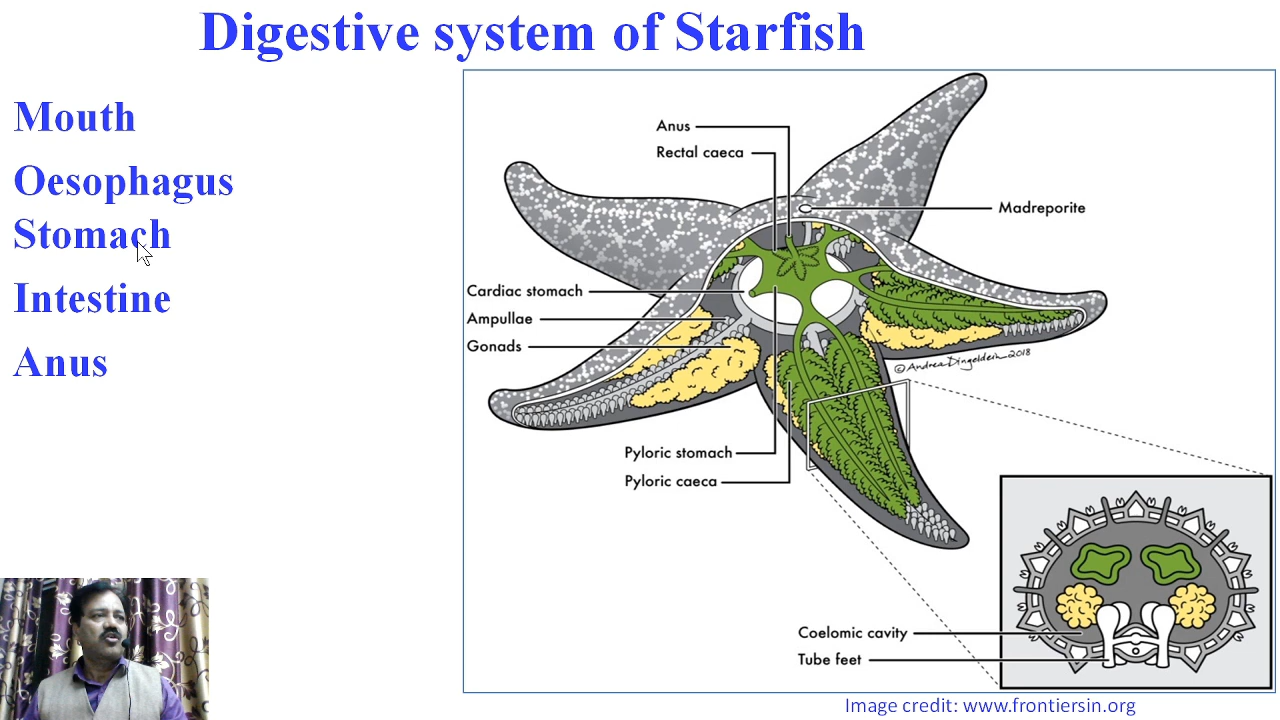 Digestive system of Starfish
Mouth
Oesophagus
Stomach
Intestine
Anus
Anus
Rectal caeca
Madreporite
Cardiac stomach
Ampullae
Gonads
©Andrea Dingeldein 2018
Pyloric stomach
Pyloric caeca
Coelomic cavity
Tube feet
Image credit: www.frontiersin.org